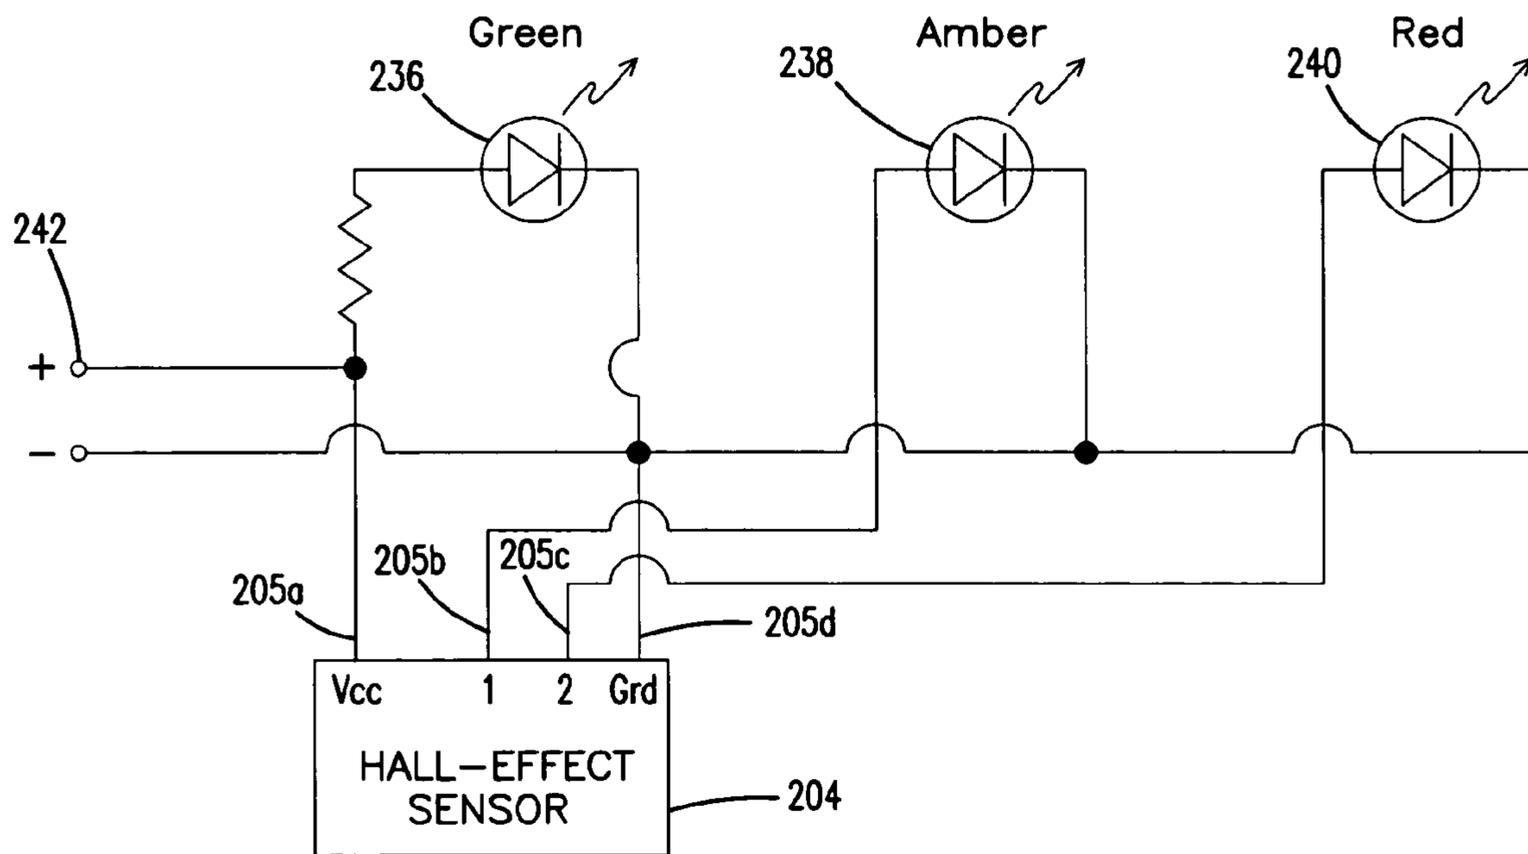 Green
Amber
Red
236
238
240
242
+
−
205a
205b
205c
205d
Vcc
1
2
Grd
HALL−EFFECT
SENSOR
204